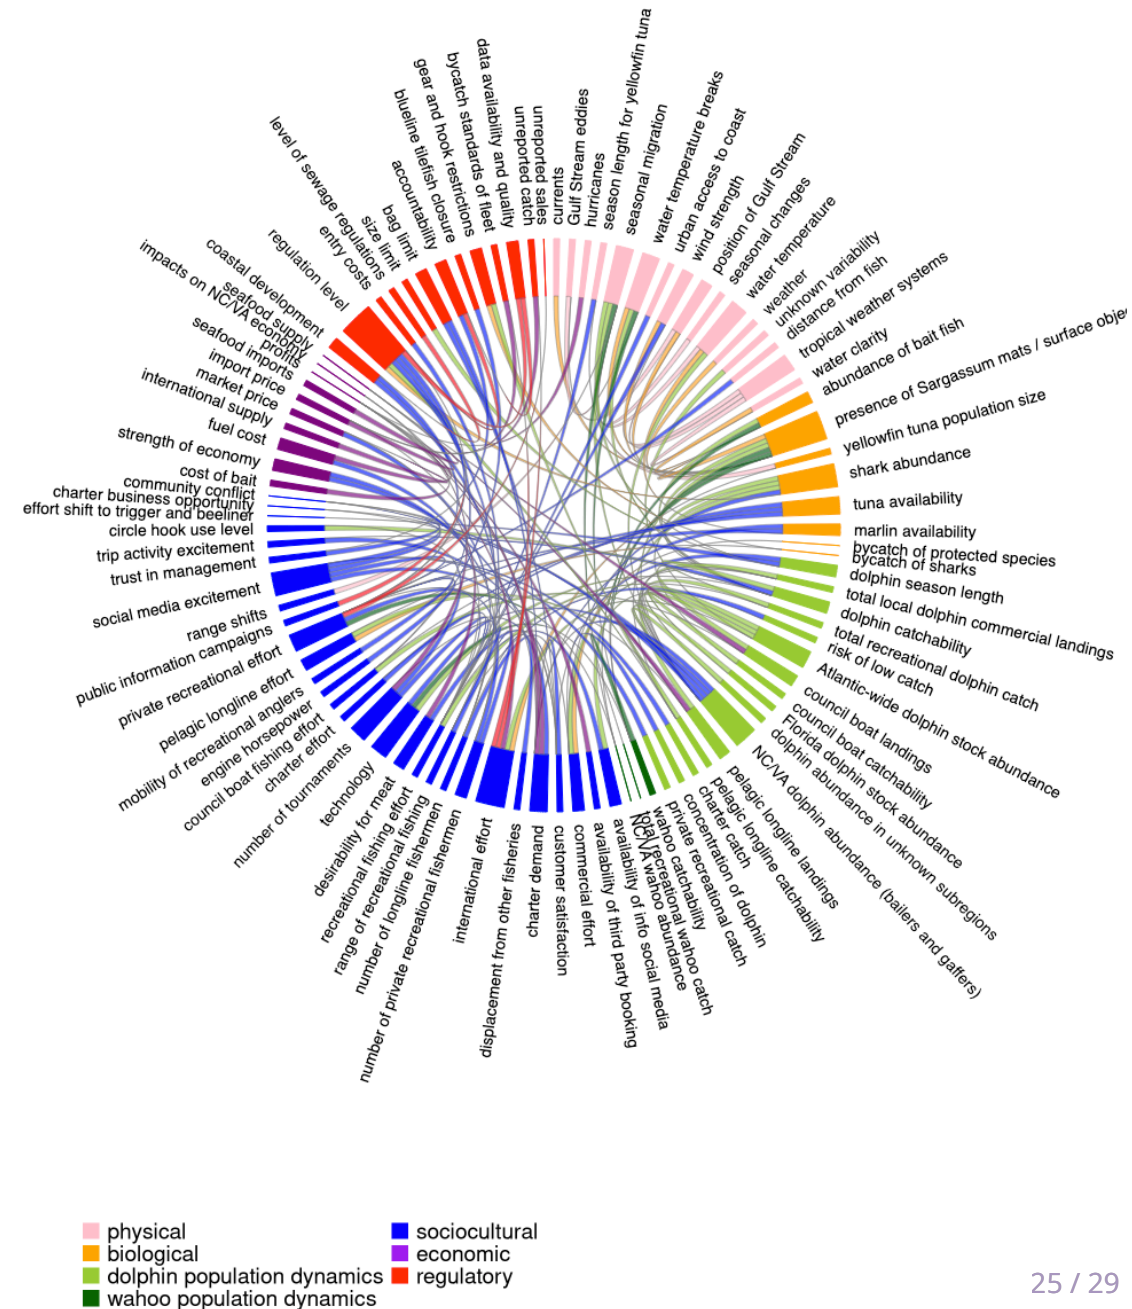 currents
Gulf Stream eddies
hurricanes
season length for yellowfin tuna
seasonal migration
water temperature breaks
urban access to coast
wind strength
position of Gulf Stream
seasonal changes
water temperature
weather
unknown variability
distance from fish
tropical weather systems
water clarity
abundance of bait fish
presence of Sargassum mats / surface obje
yellowfin tuna population size
shark abundance
tuna availability
marlin availability
bycatch of protected species
bycatch of sharks
dolphin season length
total local dolphin commercial landings
dolphin catchability
total recreational dolphin catch
risk of low catch
Atlantic-wide dolphin stock abundance
council boat landings
council boat catchability
Florida dolphin stock abundance
dolphin abundance in unknown subregions
NC/VA dolphin abundance (bailers and gaffers)
pelagic longline landings
pelagic longline catchability
charter catch
concentration of dolphin
private recreational catch
wahoo catchability
total recreational wahoo catch
NC/VA wahoo abundance
availability of info social media
availability of third party booking
commercial effort
customer satisfaction
charter demand
displacement from other fisheries
international effort
number of private recreational fishermen
number of longline fishermen
range of recreational fishing
recreational fishing effort
desirability for meat
technology
number of tournaments
charter effort
council boat fishing effort
engine horsepower
mobility of recreational anglers
pelagic longline effort
private recreational effort
public information campaigns
range shifts
social media excitement
trust in management
trip activity excitement
circle hook use level
effort shift to trigger and beeliner
charter business opportunity
community conflict
cost of bait
strength of economy
fuel cost
international supply
market price
import price
seafood imports
profits
impacts on NC/VA economy
seafood supply
coastal development
regulation level
entry costs
level of sewage regulations
size limit
bag limit
accountability
blueline tilefish closure
gear and hook restrictions
bycatch standards of fleet
data availability and quality
unreported catch
unreported sales
physical
biological
dolphin population dynamics
wahoo population dynamics
sociocultural
economic
regulatory
25 / 29